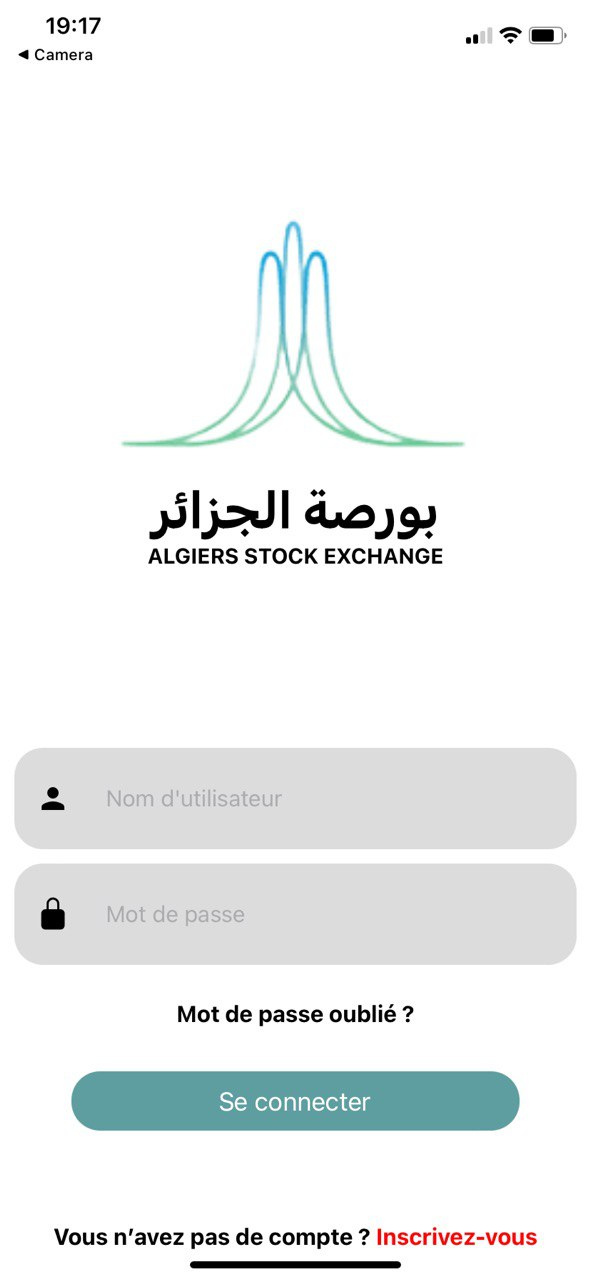 19:17
◀ Camera
بورصة الجزائر
ALGIERS STOCK EXCHANGE
Nom d'utilisateur
Mot de passe
Mot de passe oublié ?
Se connecter
Vous n’avez pas de compte ? Inscrivez-vous